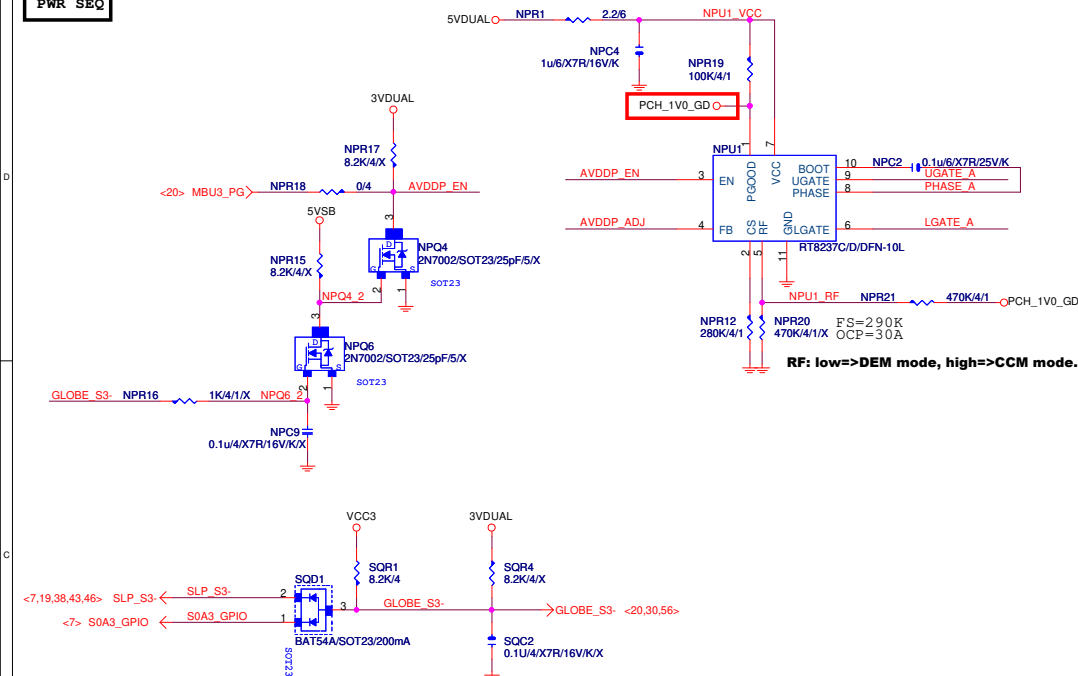 PWR SEQ
5VDUAL NPR1 2.2/6 NPU1_VCC
NPC4
1u/6/X7R/16V/K
NPR19
100K/4/1
PCH_1V0_GD
3VDUAL
NPR17
8.2K/4/X
<20> MBU3_PG NPR18 0/4 AVDDP_EN
5VSB
NPR15
8.2K/4/X
3
NPQ4
2N7002/SOT23/25pF/5/X
D
G
S
SOT23
2
1
NPQ4_2
3
NPQ6
2N7002/SOT23/25pF/5/X
D
G
S
SOT23
2
1
GLOBE_S3- NPR16 1K/4/1/X NPQ6_2
NPC9
0.1u/4/X7R/16V/K/X
NPU1
1
7
AVDDP_EN 3 EN
PGOOD
VCC
BOOT 10 NPC2 0.1u/6/X7R/25V/K
UGATE 9 UGATE_A
PHASE 8 PHASE_A
AVDDP_ADJ 4 FB
CS
RF
GND
LGATE 6 LGATE_A
RT8237C/D/DFN-10L
2
5
11
NPU1_RF NPR21 470K/4/1 PCH_1V0_GD
NPR12
280K/4/1
NPR20
470K/4/1/X
FS=290K
OCP=30A
RF: low=>DEM mode, high=>CCM mode.
D
C
VCC3
3VDUAL
SQR1
8.2K/4
SQR4
8.2K/4/X
SQD1
<7,19,38,43,46> SLP_S3- SLP_S3- 2
<7> S0A3_GPIO S0A3_GPIO 1
3 GLOBE_S3- GLOBE_S3- <20,30,56>
BAT54A/SOT23/200mA
SOT23
SQC2
0.1U/4/X7R/16V/K/X